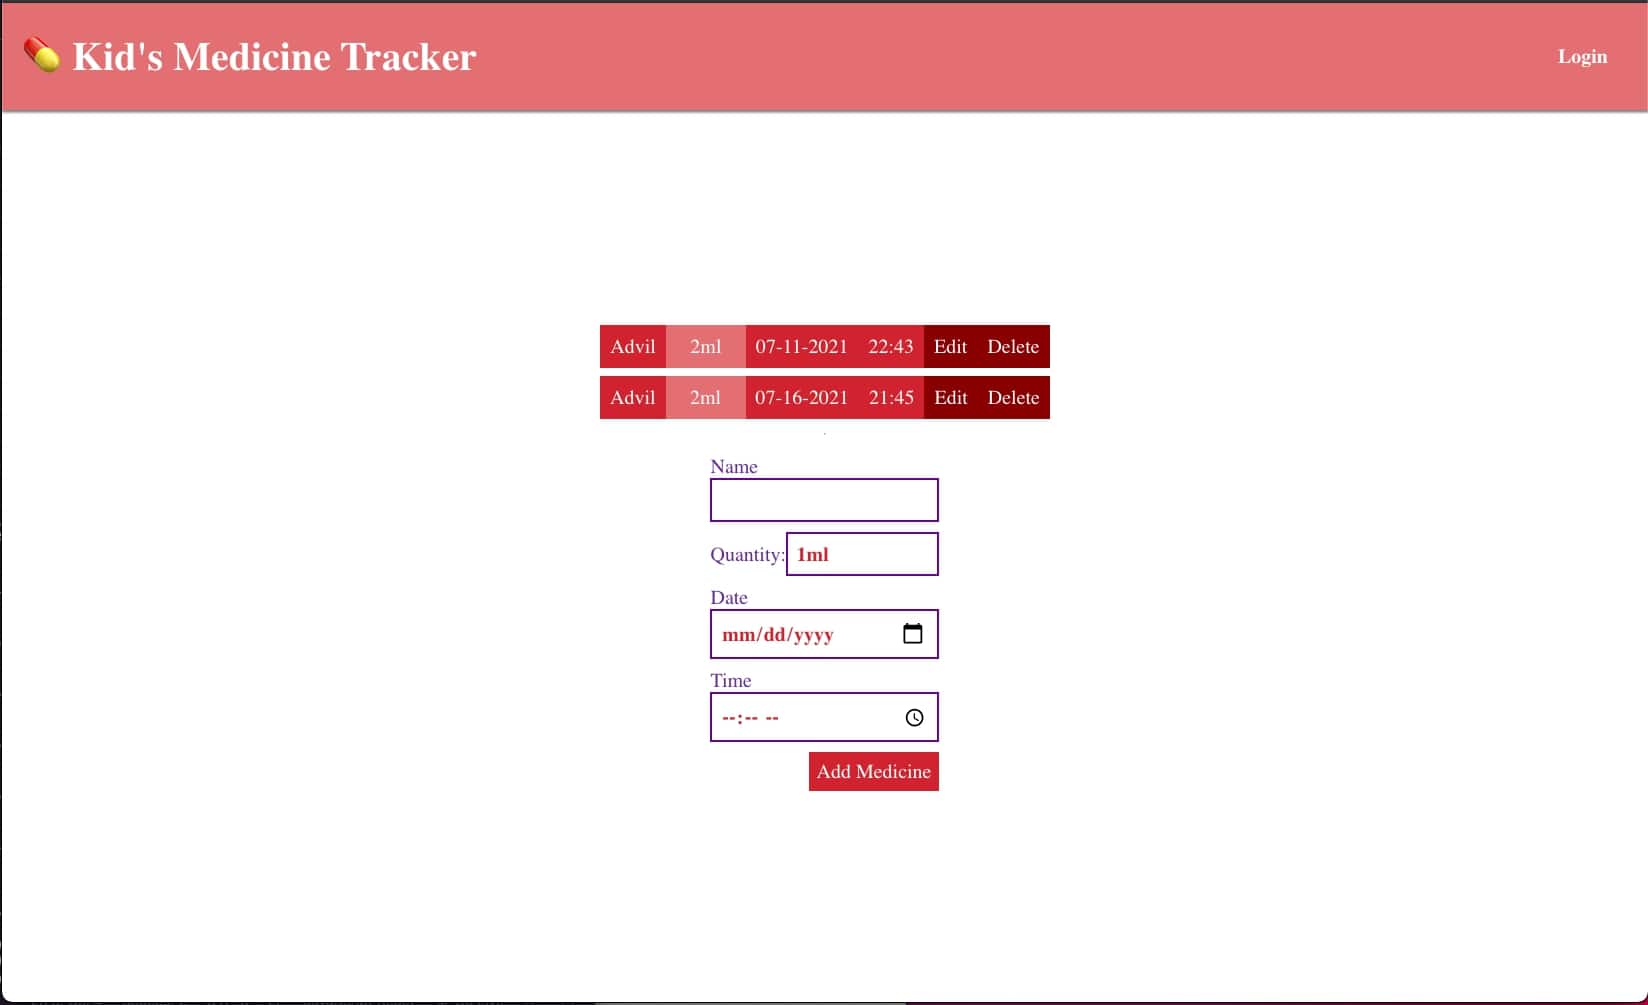 Kid's Medicine Tracker Login
Advil 2ml 07-11-2021 22:43 Edit Delete
Advil 2ml 07-16-2021 21:45 Edit Delete
Name
Quantity: 1ml
Date
mm/dd/yyyy
Time
--:-- --
Add Medicine